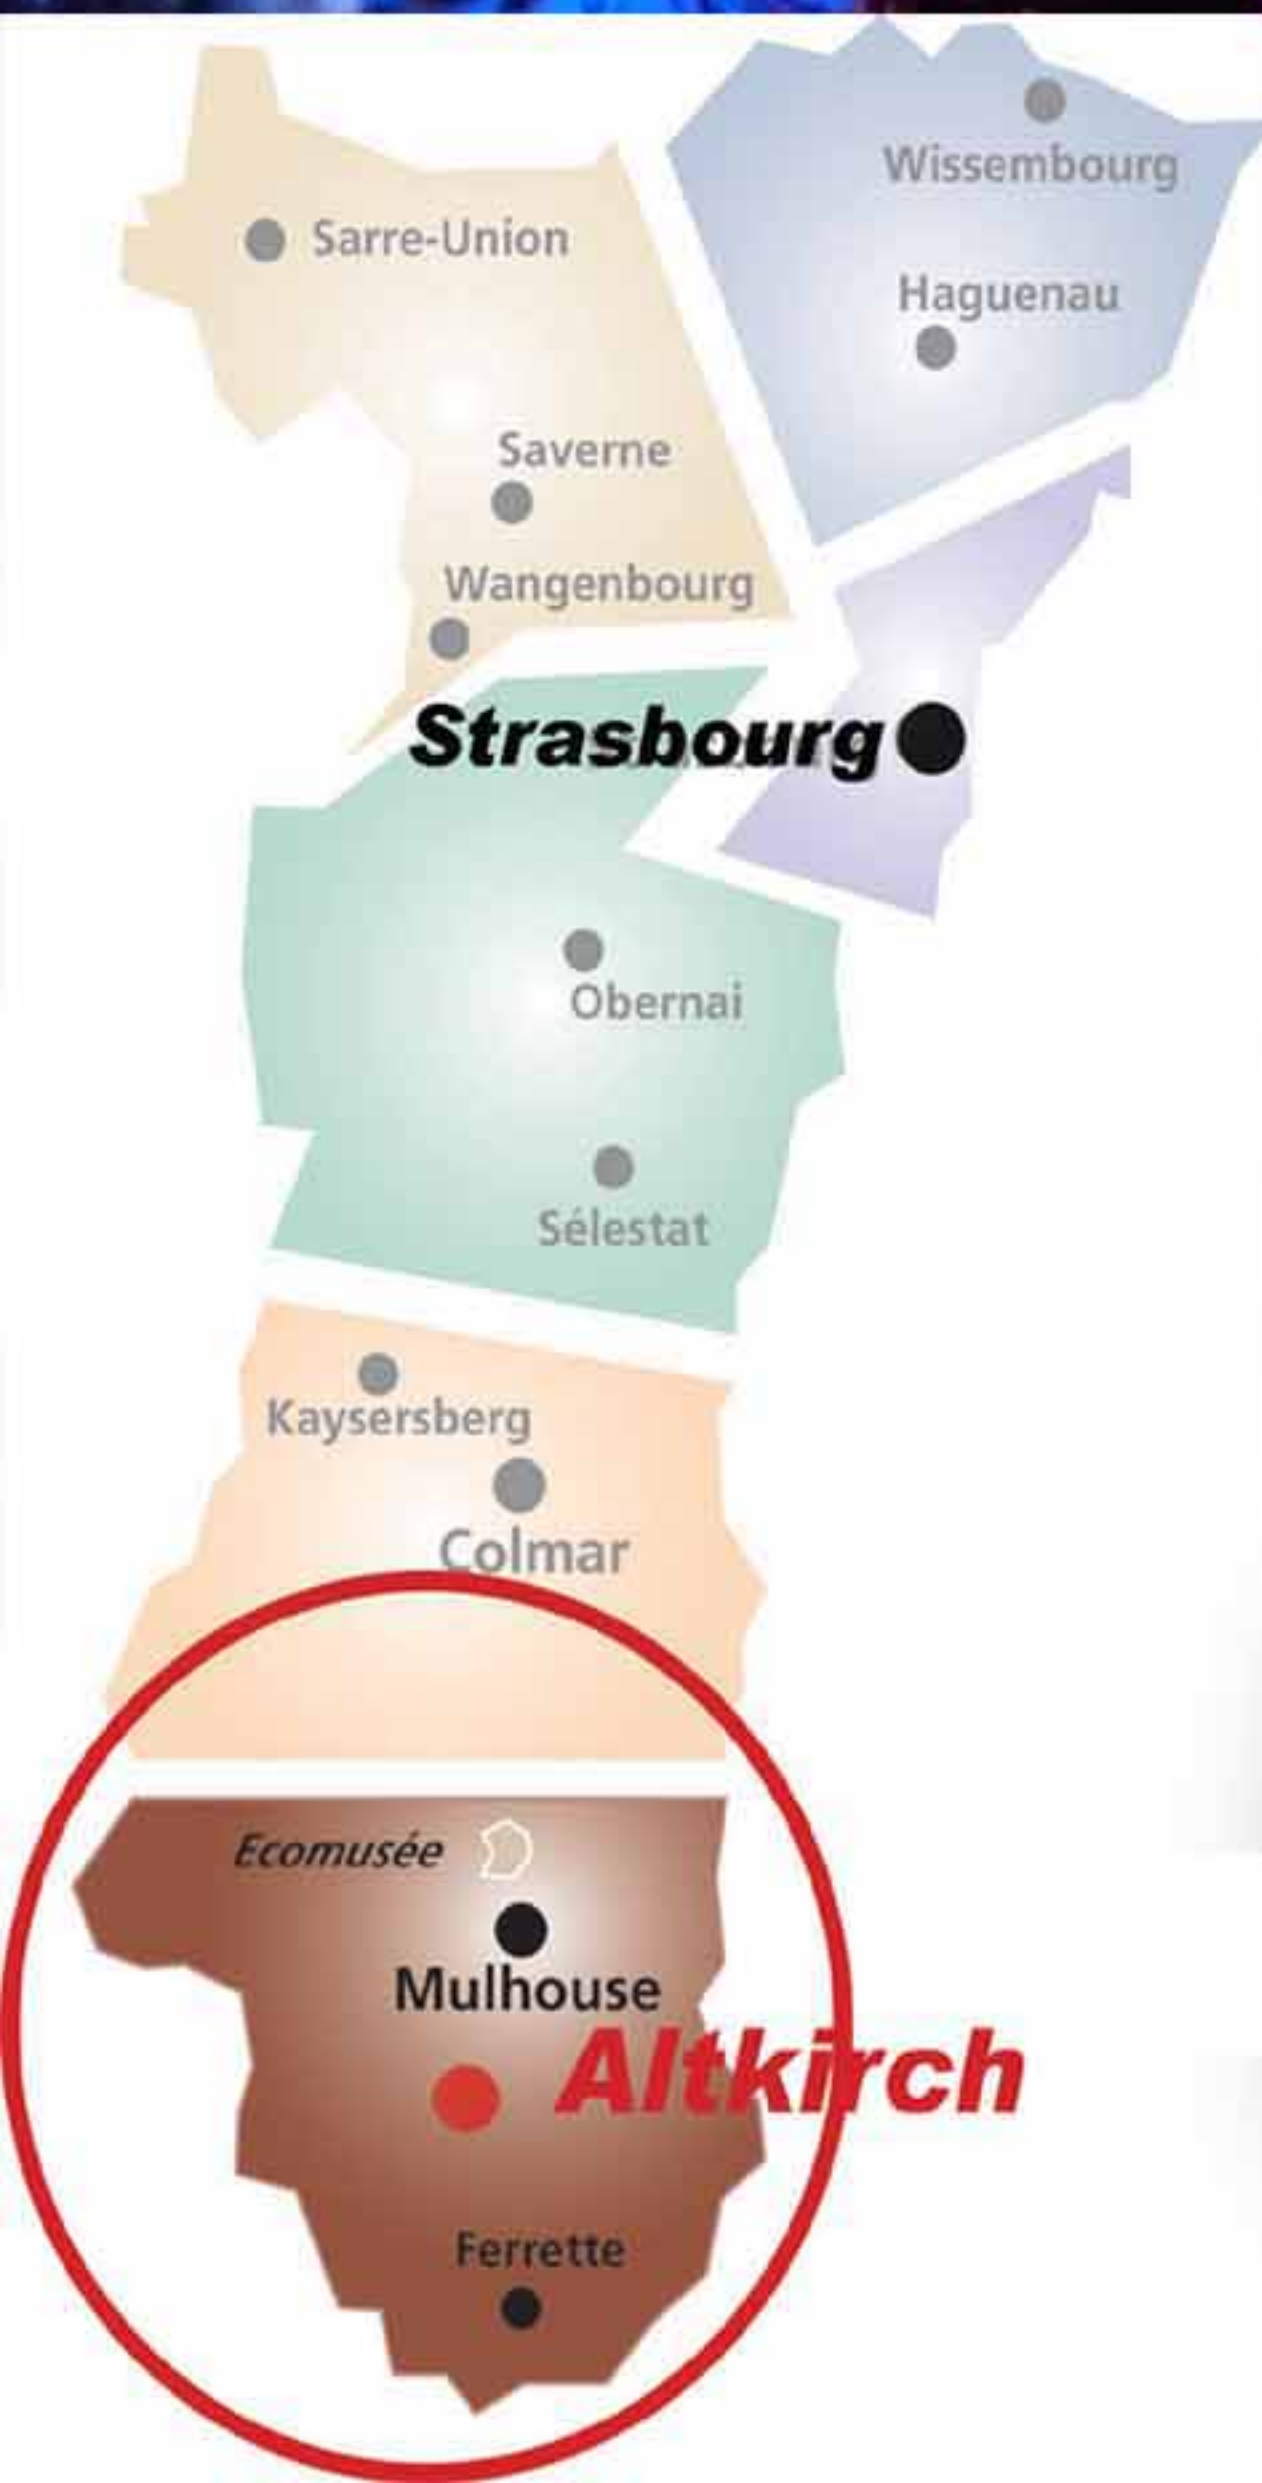 Wissembourg
Sarre-Union
Haguenau
Saverne
Wangenbourg
Strasbourg
Obernai
Sélestat
Kaysersberg
Colmar
Ecomusée
Mulhouse
Altkirch
Ferrette